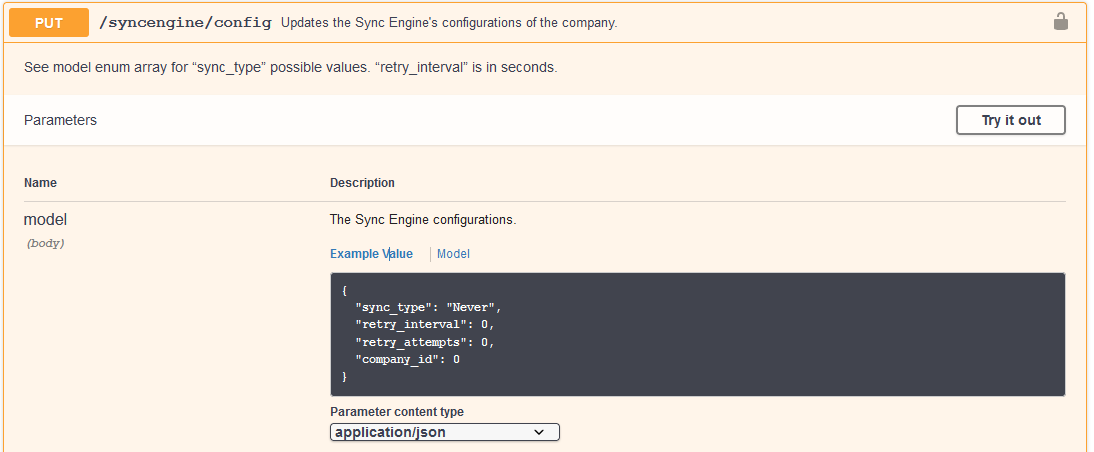 PUT /syncengine/config Updates the Sync Engine's configurations of the company.
See model enum array for “sync_type” possible values. “retry_interval” is in seconds.
Parameters Try it out
Name Description
model The Sync Engine configurations.
(body)
Example Value Model
{
"sync_type": "Never",
"retry_interval": 0,
"retry_attempts": 0,
"company_id": 0
}
Parameter content type
application/json